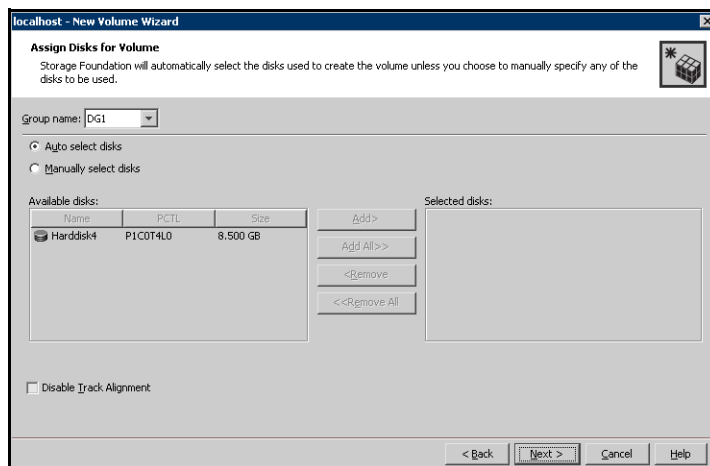 localhost - New Volume Wizard
Assign Disks for Volume
Storage Foundation will automatically select the disks used to create the volume unless you choose to manually specify any of the
disks to be used.
Group name: DG1
Auto select disks
Manually select disks
Available disks:
Selected disks:
Name PCTL Size
Harddisk4 P1C0T4L0 8.500 GB
Add>
Add All>>
<Remove
<<Remove All
Disable Track Alignment
< Back Next > Cancel Help